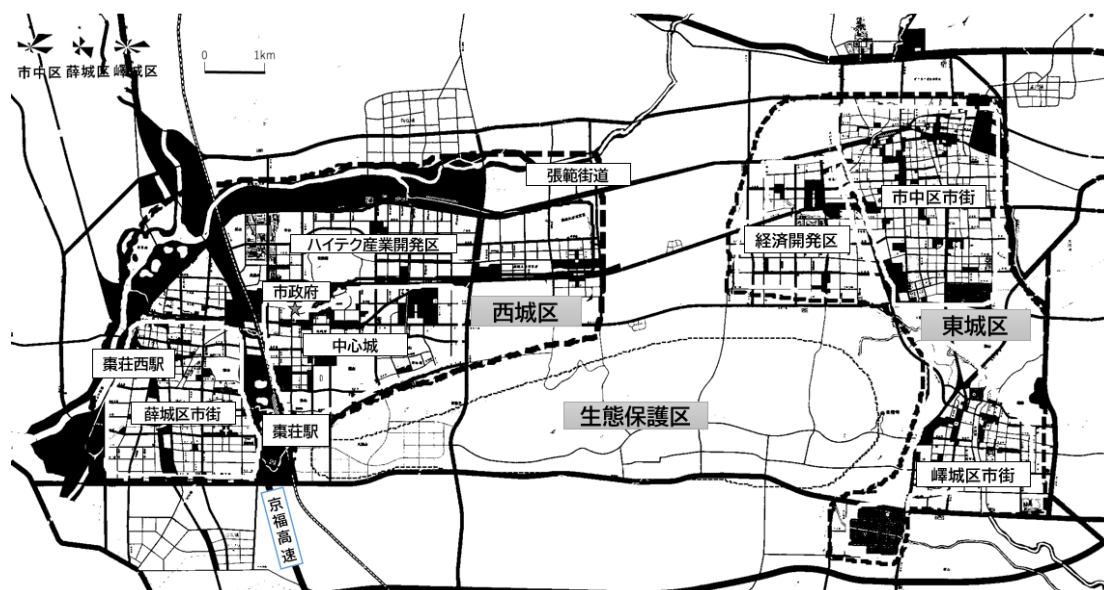 市中区 薛城区 嶧城区
0 1km
張範街道
市中区市街
ハイテク産業開発区
経済開発区
市政府
西城区
東城区
中心城
棗荘西駅
薛城区市街
棗荘駅
生態保護区
嶧城区市街
京福高速